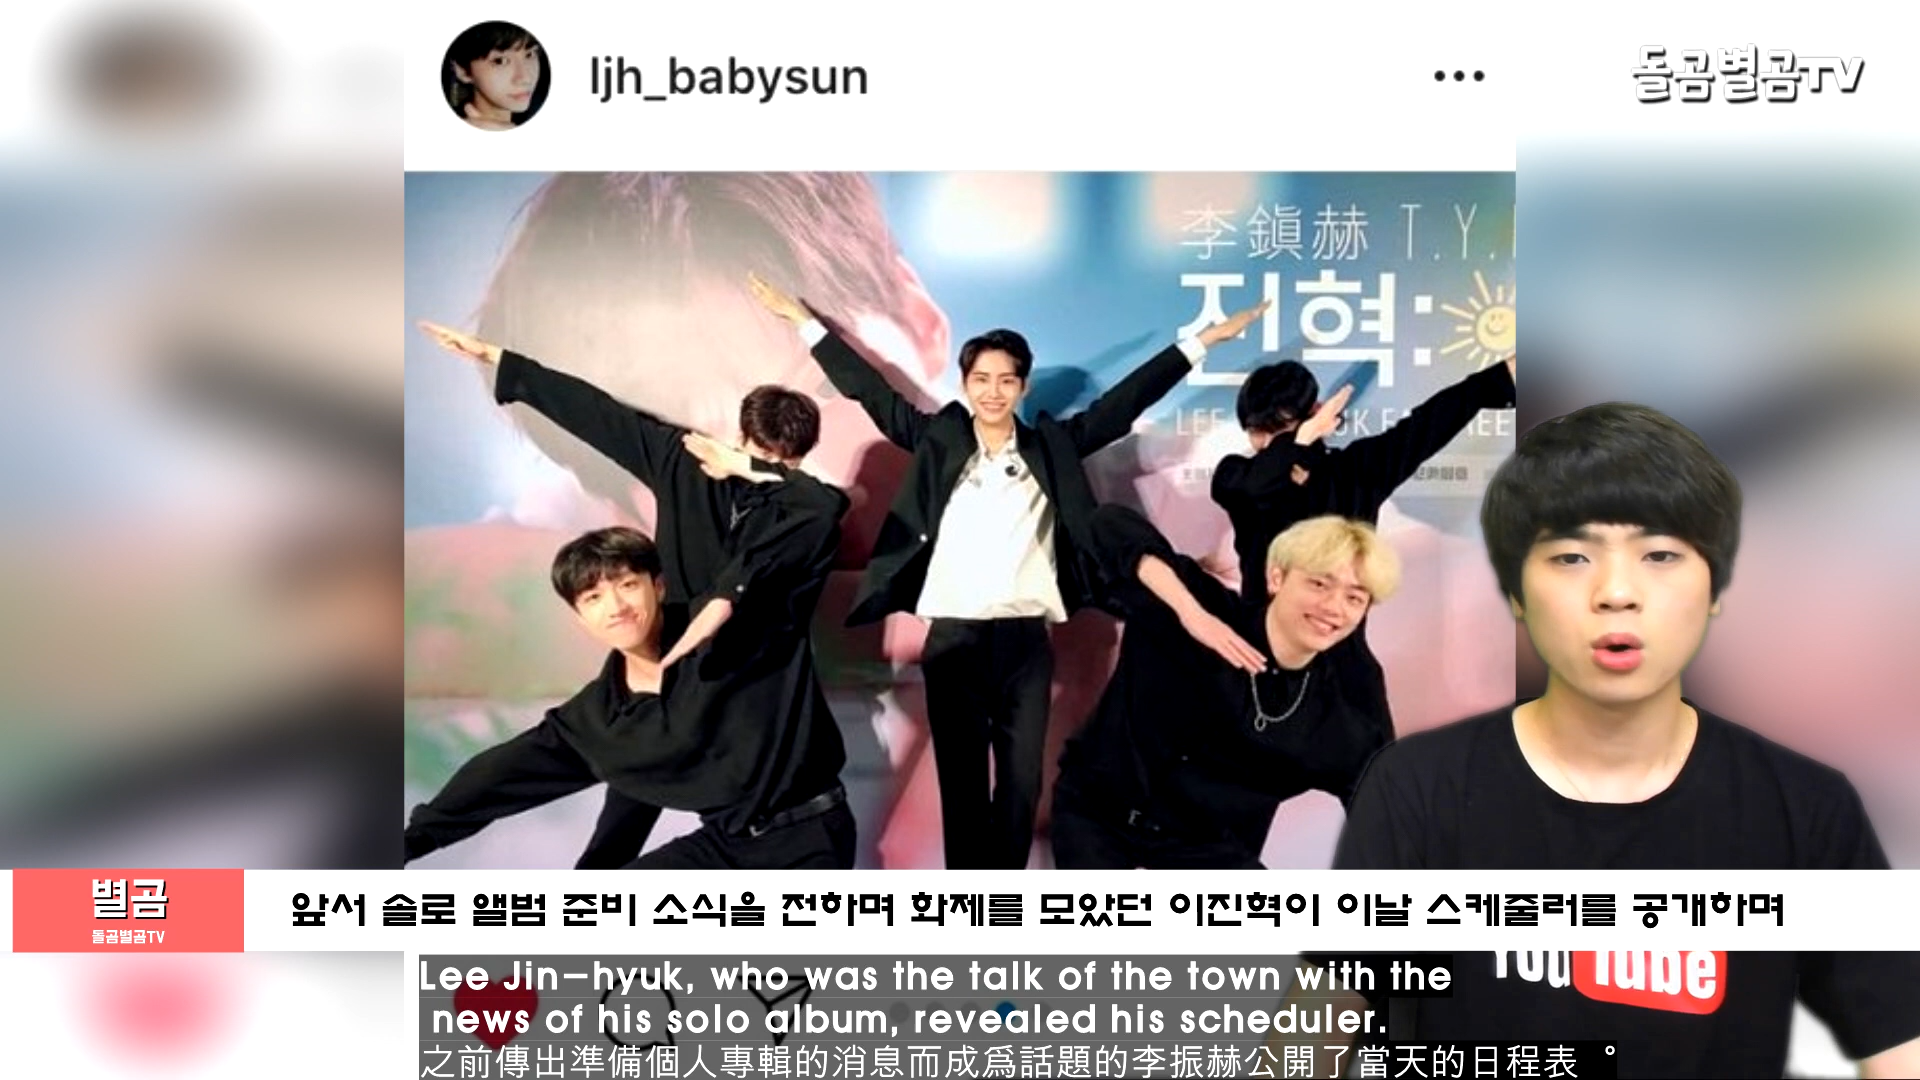 ljh_babysun
돌곰별곰TV
李鎭赫 T.Y.
진혁:
LEE
별곰
돌곰별곰TV
앞서 솔로 앨범 준비 소식을 전하며 화제를 모았던 이진혁이 이날 스케줄러를 공개하며
YouTube
Lee Jin-hyuk, who was the talk of the town with the
news of his solo album, revealed his scheduler.
之前傳出準備個人專輯的消息而成爲話題的李振赫公開了當天的日程表。